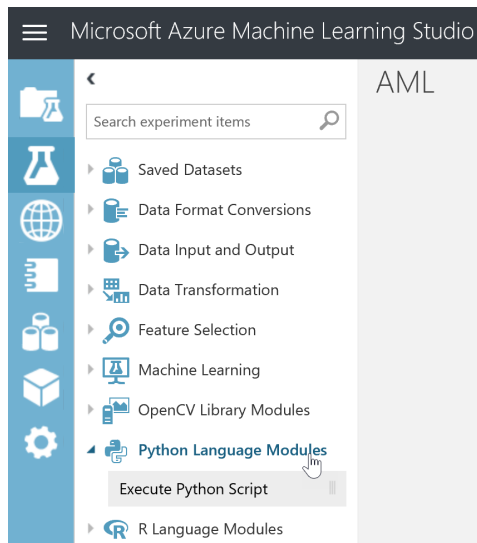 Microsoft Azure Machine Learning Studio
AML
Search experiment items
Saved Datasets
Data Format Conversions
Data Input and Output
Data Transformation
Feature Selection
Machine Learning
OpenCV Library Modules
Python Language Modules
Execute Python Script
R Language Modules